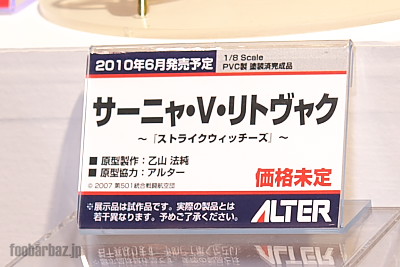 2010年6月発売予定
1/8 Scale
PVC製 塗装済完成品
サーニャ・V・リトヴャク
～『ストライクウィッチーズ』～
■ 原型製作：乙山 法純
■ 原型協力：アルター
© 2007 第501統合戦闘航空団
価格未定
※展示品は試作品です。実際の製品とは
若干異なります。予めご了承ください。
ALTER
foobarbaz.jp